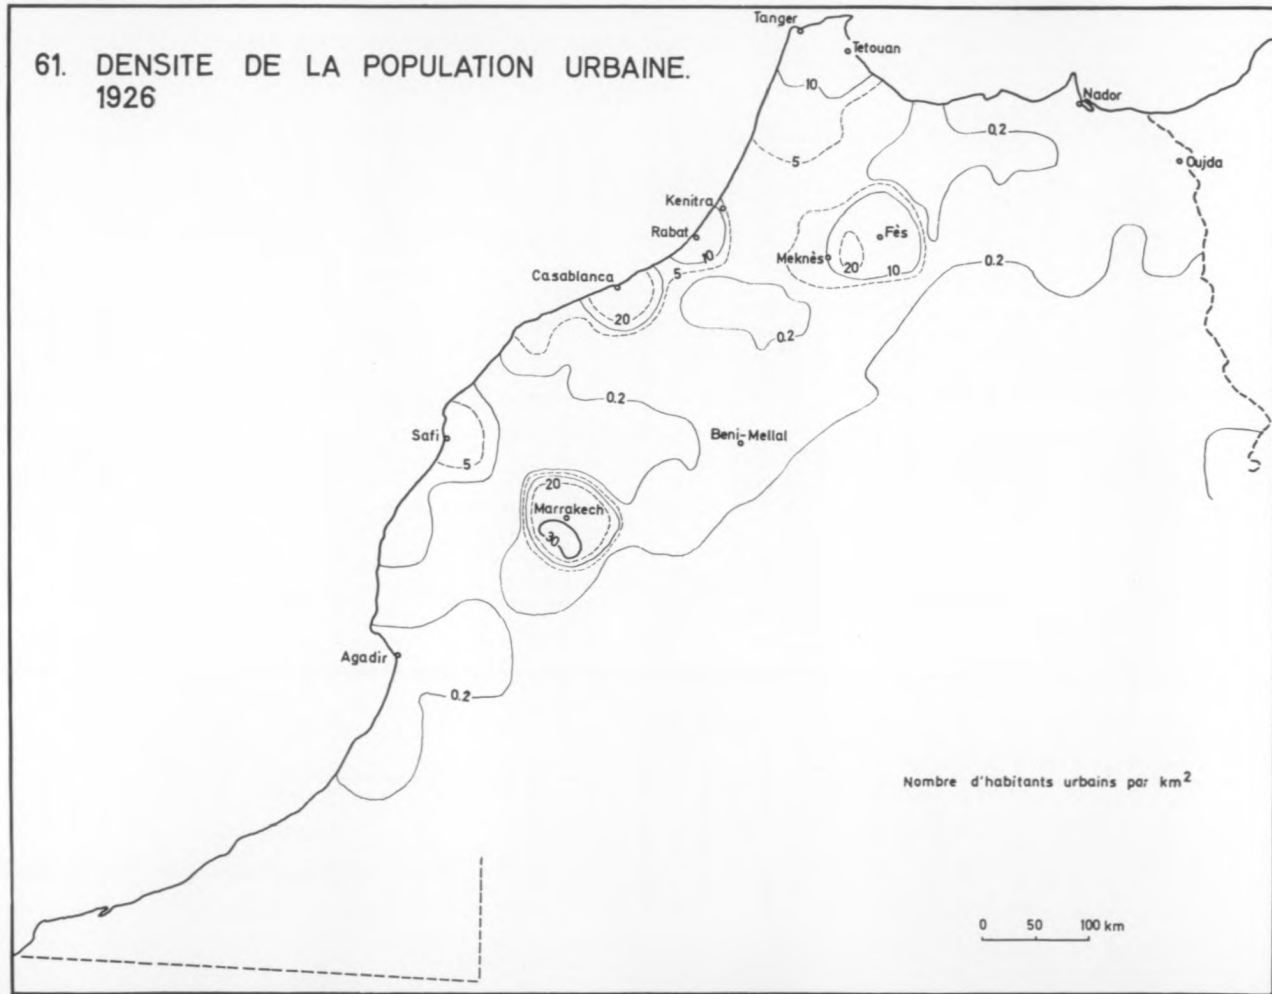 61. DENSITE DE LA POPULATION URBAINE.
1926
Tanger
Tetouan
10
Nador
0.2
5
Oujda
Kenitra
Rabat
Fès
10
Meknès
20
10
0.2
5
Casablanca
20
0.2
0.2
Safi
Beni-Mellal
5
20
Marrakech
30
Agadir
0.2
Nombre d'habitants urbains par km²
0 50 100 km